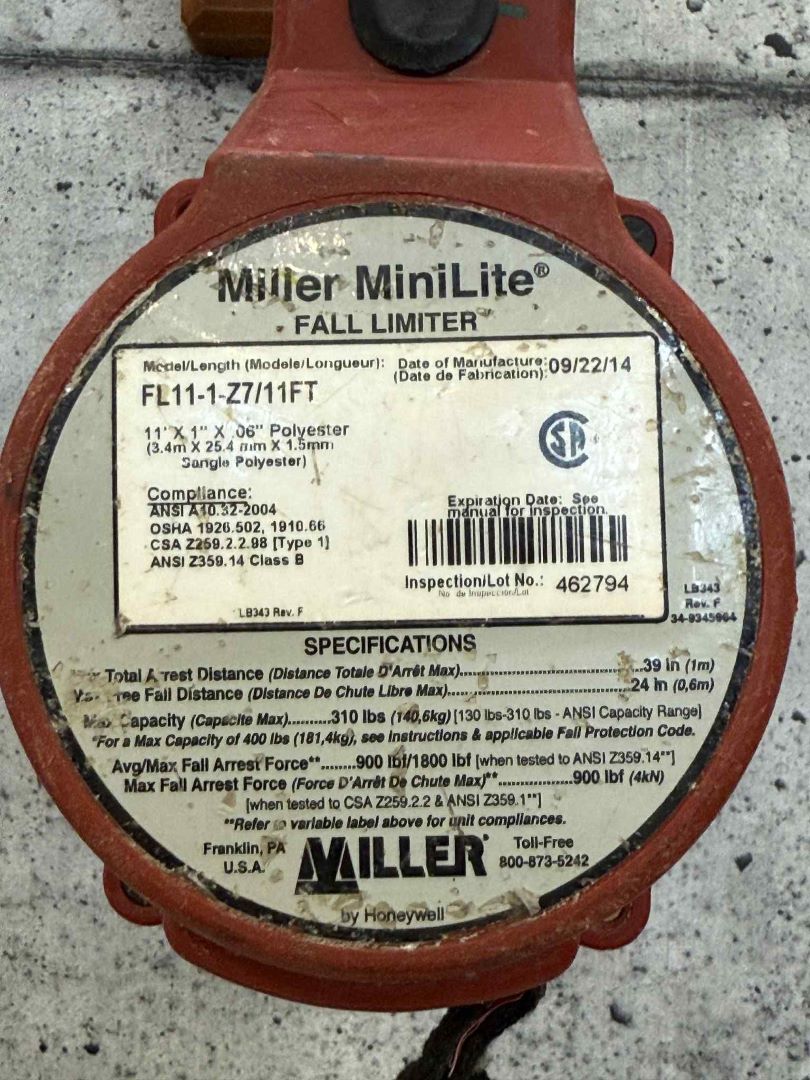 Miller MiniLite®
FALL LIMITER
Model/Length (Modele/Longueur):
FL11-1-Z7/11FT
Date of Manufacture: 09/22/14
(Date de Fabrication):
11' X 1" X .06" Polyester
(3.4m X 25.4 mm X 1.5mm
Sangle Polyester)
CSA
Compliance:
ANSI A10.32-2004
OSHA 1926.502, 1910.66
CSA Z259.2.2.98 [Type 1]
ANSI Z359.14 Class B
Expiration Date: See
manual for inspection.
Inspection/Lot No.: 462794
No de Inspeccion/Lot
LB343 Rev. F
LB343
Rev. F
34-9345964
SPECIFICATIONS
Total Arrest Distance (Distance Totale D'Arrêt Max)..........39 in (1m)
Free Fall Distance (Distance De Chute Libre Max)..........24 in (0,6m)
Max Capacity (Capacite Max)..........310 lbs (140,6kg) [130 lbs-310 lbs - ANSI Capacity Range]
*For a Max Capacity of 400 lbs (181,4kg), see Instructions & applicable Fall Protection Code.
Avg/Max Fall Arrest Force**........900 lbf/1800 lbf [when tested to ANSI Z359.14**]
Max Fall Arrest Force (Force D'Arrêt De Chute Max)**..........900 lbf (4kN)
[when tested to CSA Z259.2.2 & ANSI Z359.1**]
**Refer to variable label above for unit compliances.
Franklin, PA
U.S.A.
MILLER
Toll-Free
800-873-5242
by Honeywell